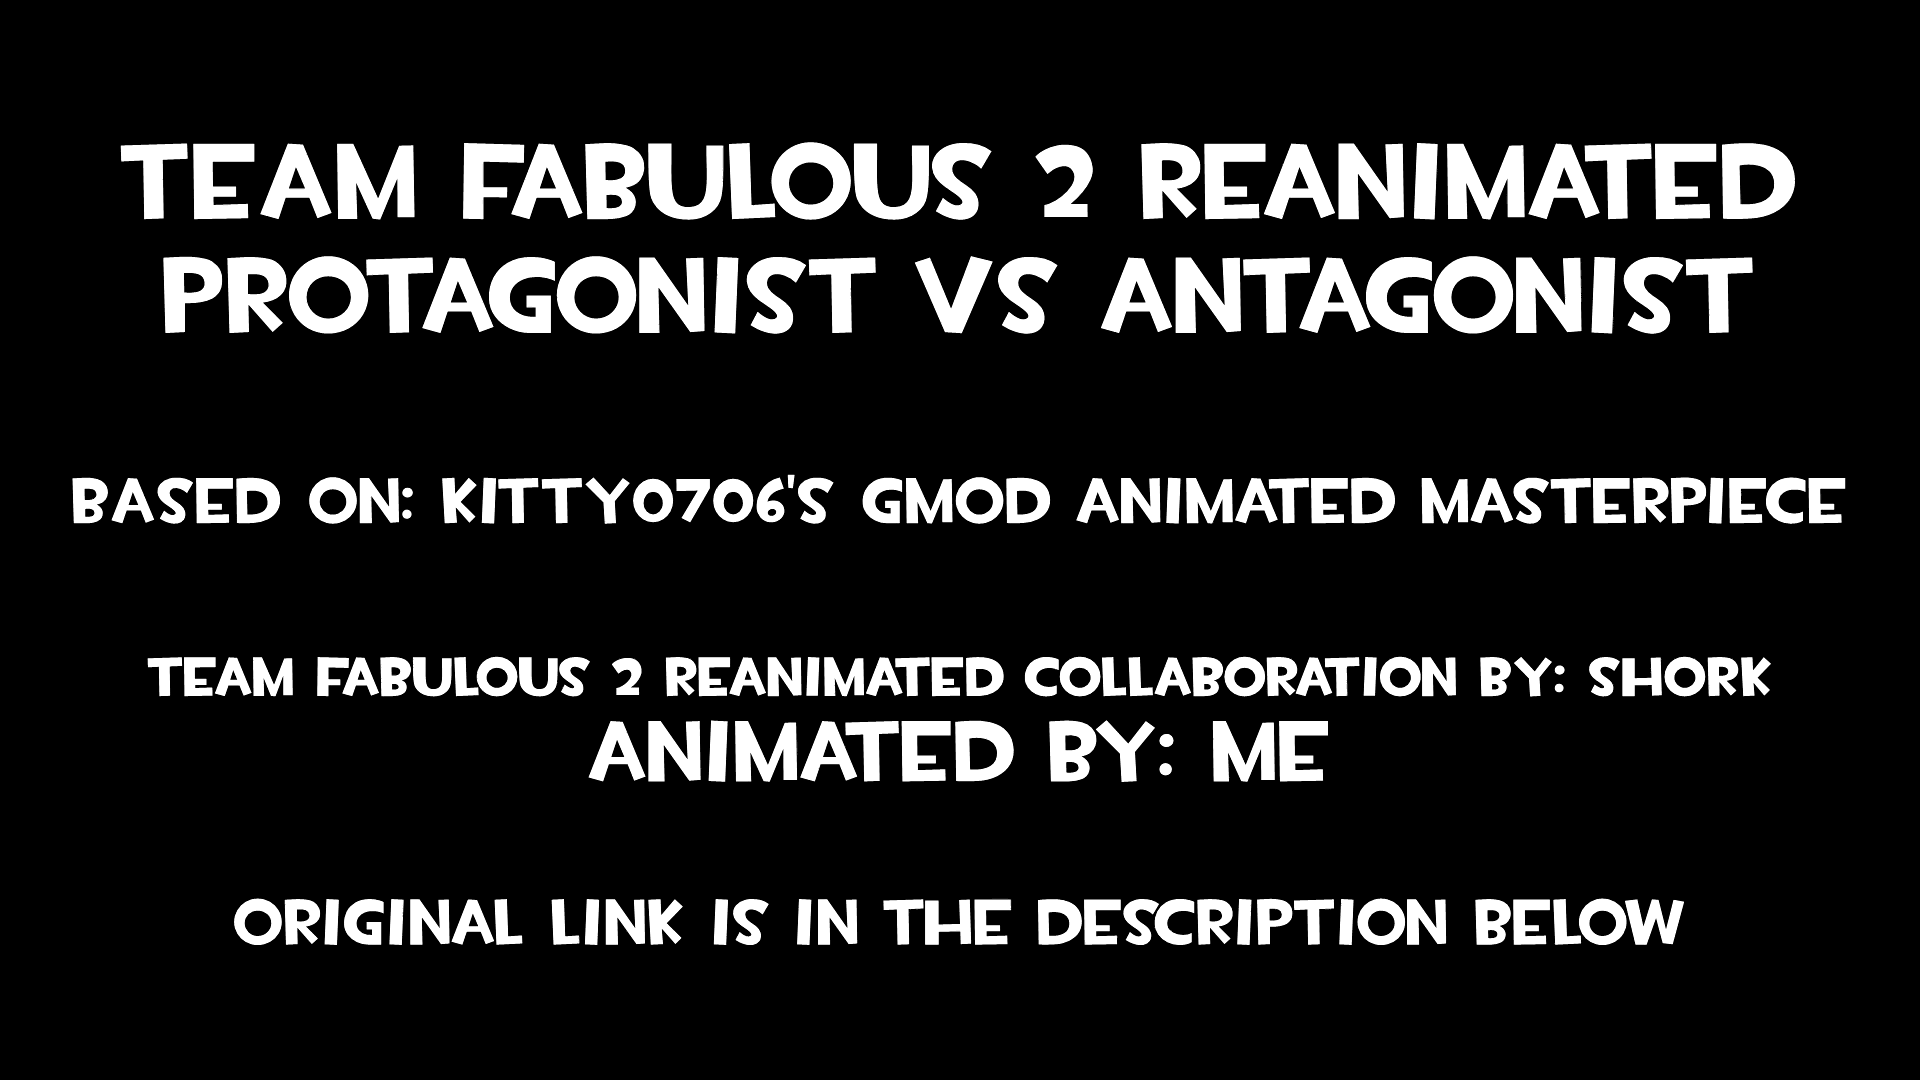 TEAM FABULOUS 2 REANIMATED
PROTAGONIST VS ANTAGONIST
BASED ON: KITTY0706'S GMOD ANIMATED MASTERPIECE
TEAM FABULOUS 2 REANIMATED COLLABORATION BY: SHORK
ANIMATED BY: ME
ORIGINAL LINK IS IN THE DESCRIPTION BELOW